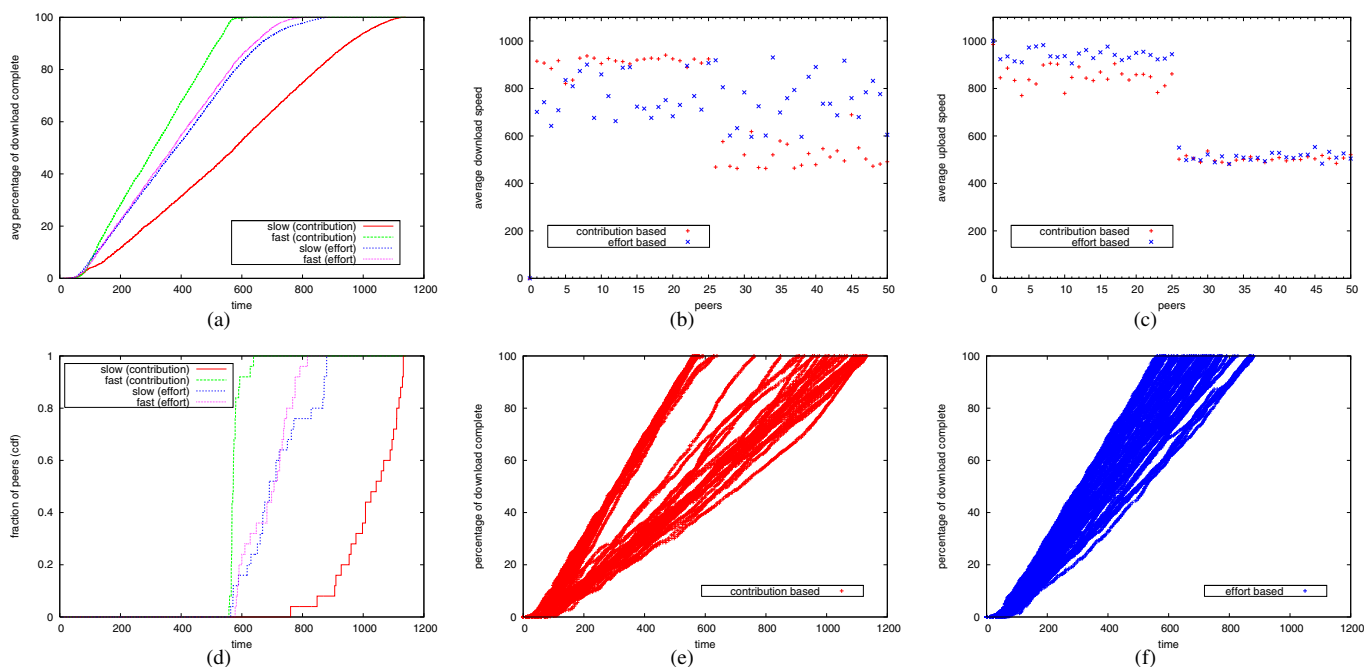 avg percentage of download complete
100
80
60
40
20
0
slow (contribution)
fast (contribution)
slow (effort)
fast (effort)
0 200 400 600 800 1000 1200
time
(a)
average download speed
1000
800
600
400
200
0
contribution based
effort based
0 5 10 15 20 25 30 35 40 45 50
peers
(b)
average upload speed
1000
800
600
400
200
0
contribution based
effort based
0 5 10 15 20 25 30 35 40 45 50
peers
(c)
fraction of peers (cdf)
1
0.8
0.6
0.4
0.2
0
slow (contribution)
fast (contribution)
slow (effort)
fast (effort)
0 200 400 600 800 1000 1200
time
(d)
percentage of download complete
100
80
60
40
20
0
contribution based
0 200 400 600 800 1000 1200
time
(e)
percentage of download complete
100
80
60
40
20
0
effort based
0 200 400 600 800 1000 1200
time
(f)